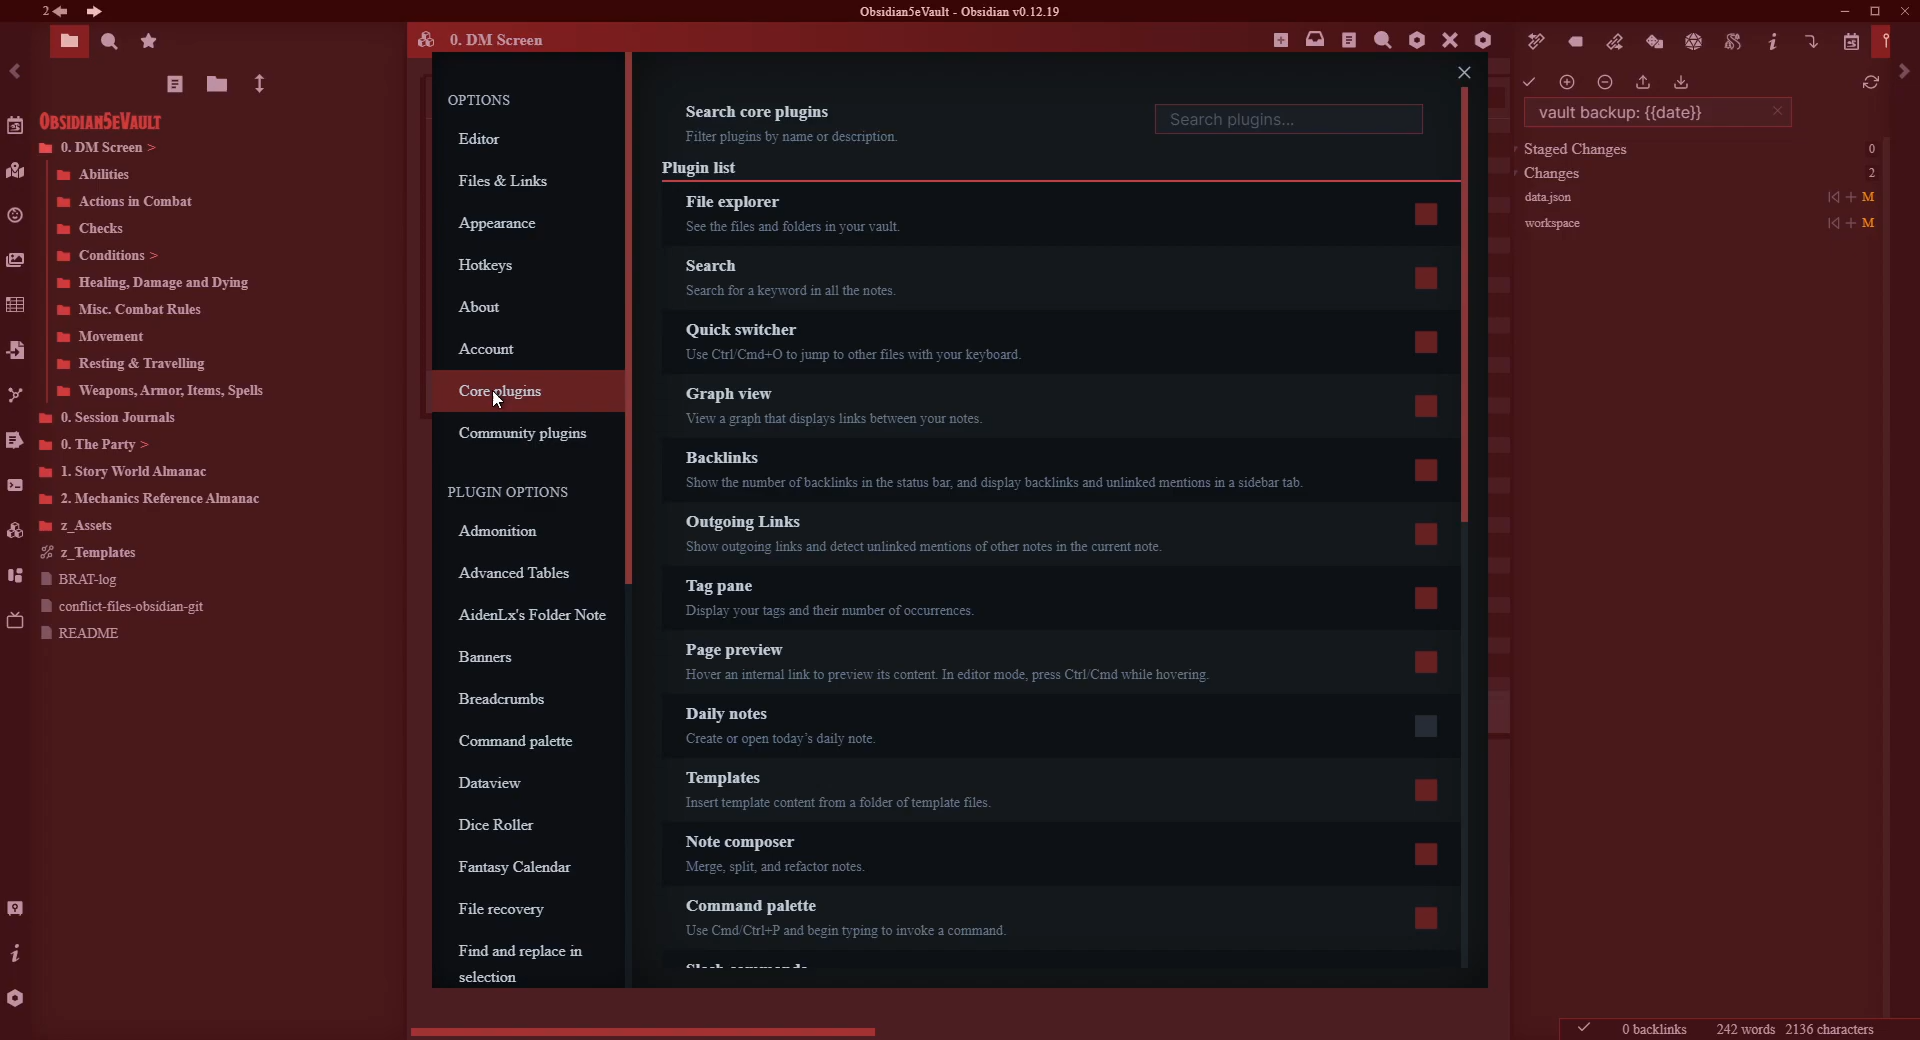 2
Obsidian5eVault - Obsidian v0.12.19
0. DM Screen
OBSIDIAN5EVAULT
0. DM Screen >
Abilities
Actions in Combat
Checks
Conditions >
Healing, Damage and Dying
Misc. Combat Rules
Movement
Resting & Travelling
Weapons, Armor, Items, Spells
0. Session Journals
0. The Party >
1. Story World Almanac
2. Mechanics Reference Almanac
z_Assets
z_Templates
BRAT-log
conflict-files-obsidian-git
README
OPTIONS
Editor
Files & Links
Appearance
Hotkeys
About
Account
Core plugins
Community plugins
PLUGIN OPTIONS
Admonition
Advanced Tables
AidenLx's Folder Note
Banners
Breadcrumbs
Command palette
Dataview
Dice Roller
Fantasy Calendar
File recovery
Find and replace in
selection
Search core plugins
Filter plugins by name or description.
Search plugins...
Plugin list
File explorer
See the files and folders in your vault.
Search
Search for a keyword in all the notes.
Quick switcher
Use Ctrl/Cmd+O to jump to other files with your keyboard.
Graph view
View a graph that displays links between your notes.
Backlinks
Show the number of backlinks in the status bar, and display backlinks and unlinked mentions in a sidebar tab.
Outgoing Links
Show outgoing links and detect unlinked mentions of other notes in the current note.
Tag pane
Display your tags and their number of occurrences.
Page preview
Hover an internal link to preview its content. In editor mode, press Ctrl/Cmd while hovering.
Daily notes
Create or open today's daily note.
Templates
Insert template content from a folder of template files.
Note composer
Merge, split, and refactor notes.
Command palette
Use Cmd/Ctrl+P and begin typing to invoke a command.
vault backup: {{date}}
Staged Changes 0
Changes 2
data.json M
workspace M
0 backlinks 242 words 2136 characters